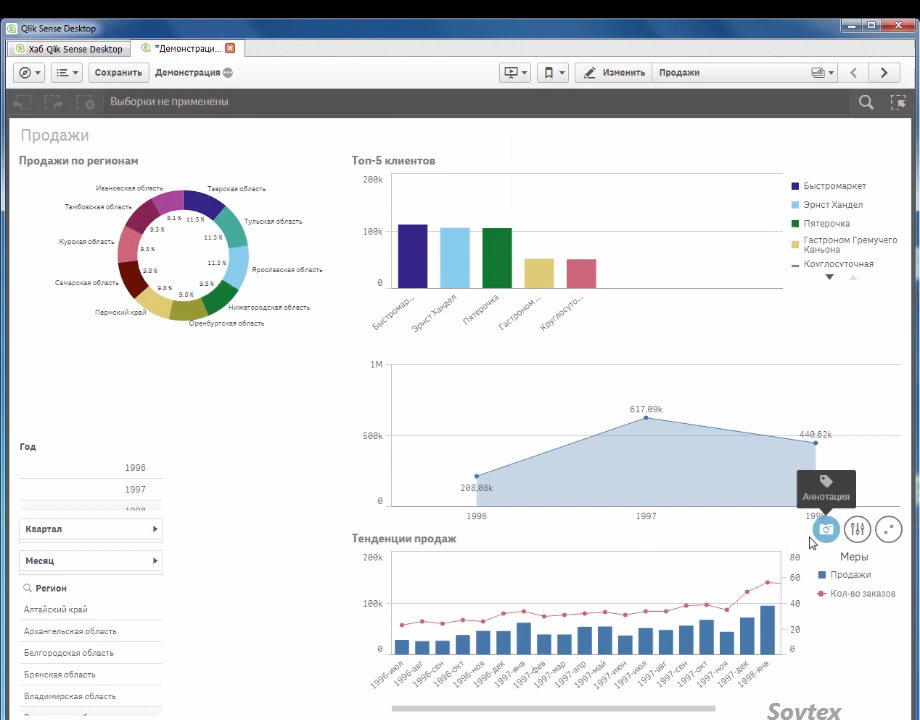 Qlik Sense Desktop
Хаб Qlik Sense Desktop
*Демонстраци...
Сохранить
Демонстрация
Изменить
Продажи
Выборки не применены
Продажи
Продажи по регионам
Ивановская область
Тверская область
Тамбовская область
Тульская область
Курская область
Ярославская область
Самарская область
Нижегородская область
Пермский край
Оренбургская область
8.1 %
11.3 %
9.3 %
11.3 %
9.3 %
11.3 %
9.8 %
8.8 %
9.8 %
9.8 %
Топ-5 клиентов
200k
100k
0
Быстромар...
Эрнст Хандел
Пятерочка
Гастроном ...
Круглосуто...
Быстромаркет
Эрнст Хандел
Пятерочка
Гастроном Гремучего
Каньона
Круглосуточная
1M
500k
0
208,08k
617,09k
440,62k
1996
1997
Аннотация
Год
1996
1997
1998
Квартал
Месяц
Регион
Алтайский край
Архангельская область
Белгородская область
Брянская область
Владимирская область
Тенденции продаж
200k
100k
0
80
60
40
20
0
1996-июл
1996-авг
1996-сен
1996-окт
1996-ноя
1996-дек
1997-янв
1997-фев
1997-мар
1997-апр
1997-май
1997-июн
1997-июл
1997-авг
1997-сен
1997-окт
1997-ноя
1997-дек
1998-янв
Меры
Продажи
Кол-во заказов
Sovtex